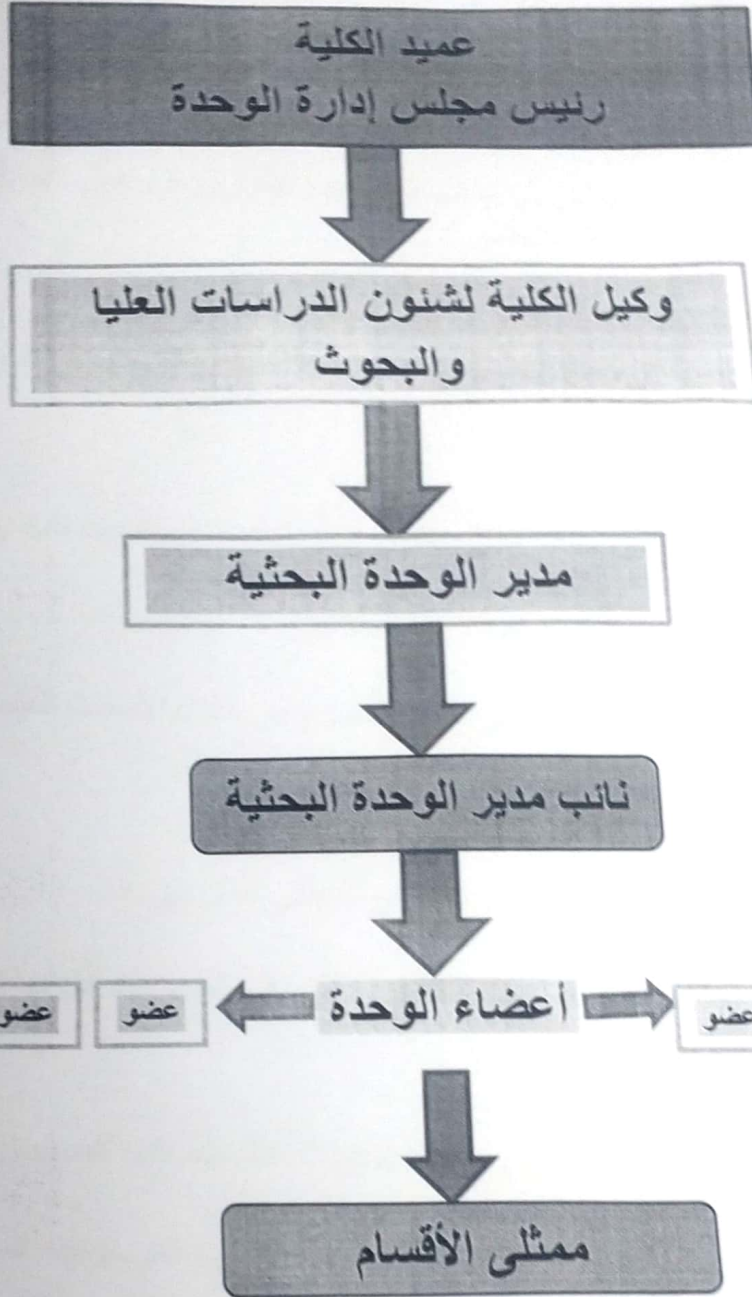 عميد الكلية
رئيس مجلس إدارة الوحدة
وكيل الكلية لشئون الدراسات العليا
والبحوث
مدير الوحدة البحثية
نائب مدير الوحدة البحثية
عضو
أعضاء الوحدة
عضو
عضو
ممثلى الأقسام